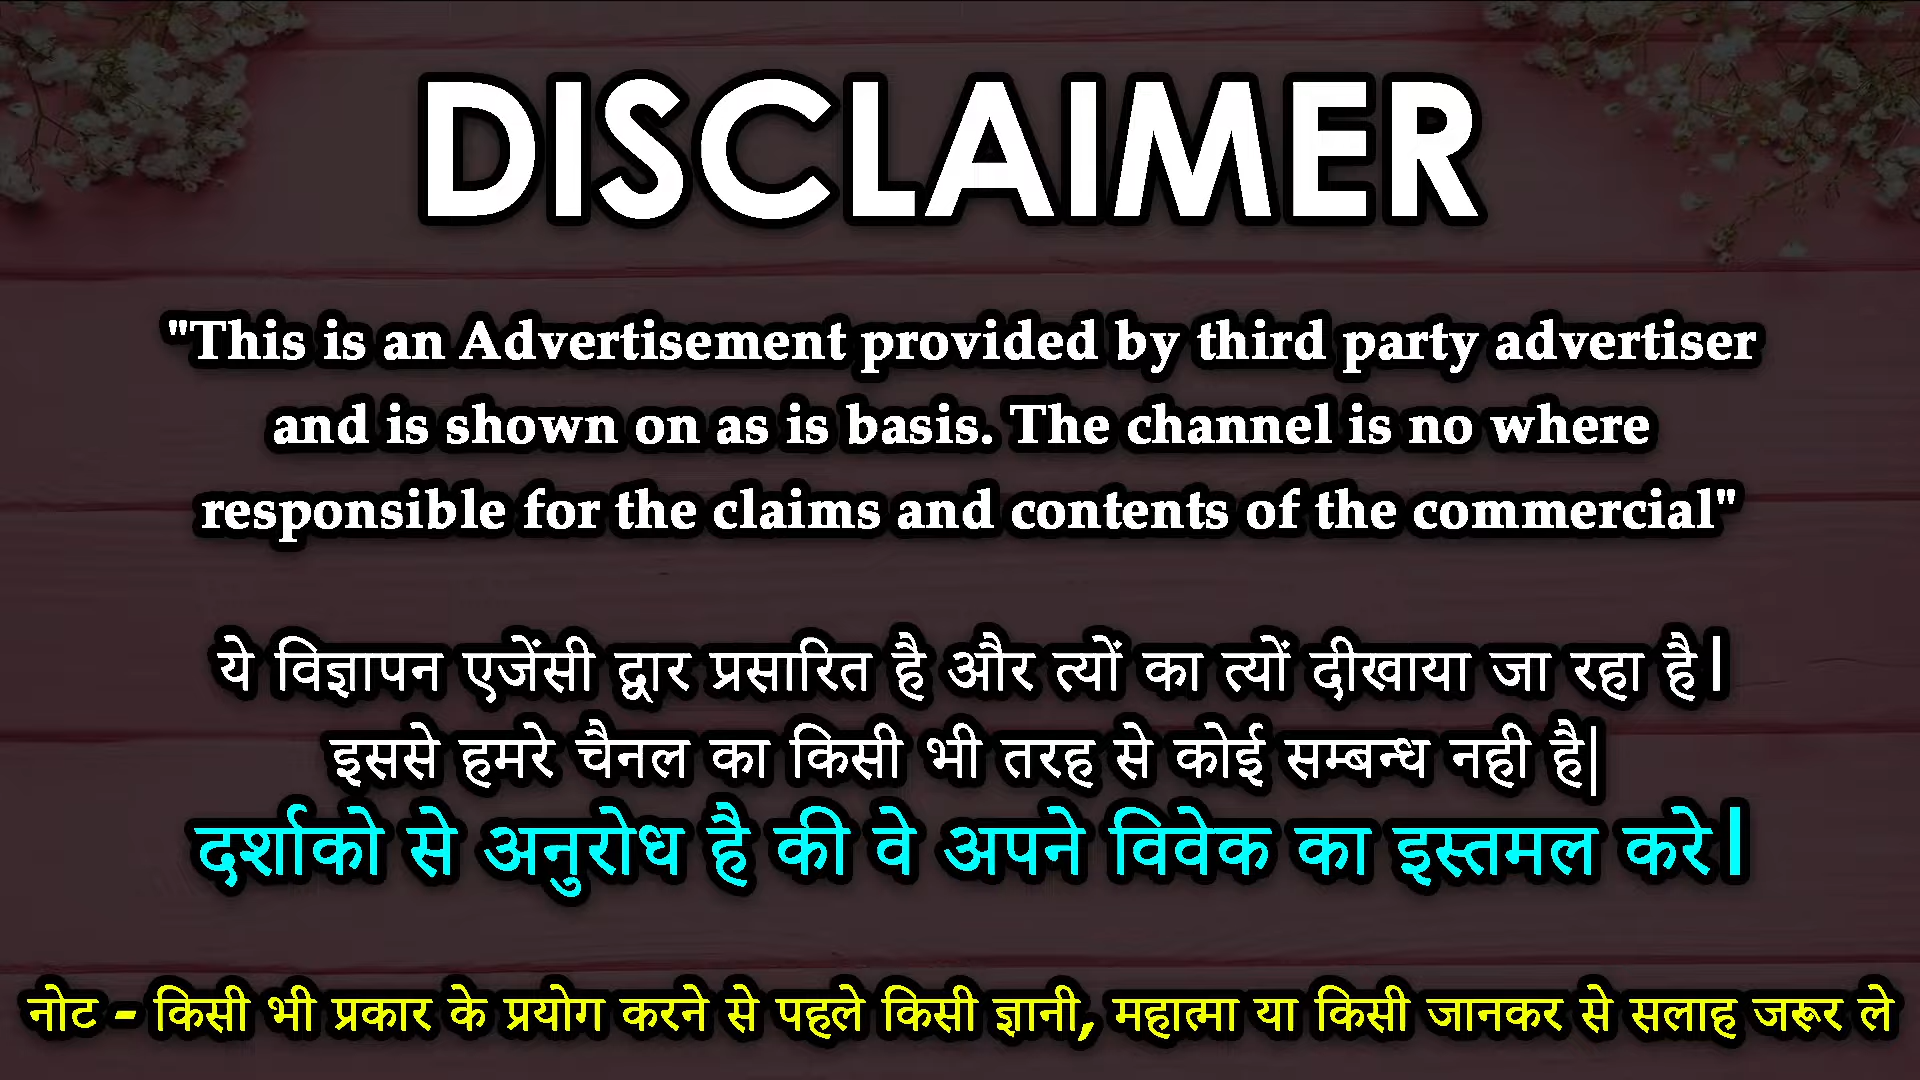 DISCLAIMER
"This is an Advertisement provided by third party advertiser
and is shown on as is basis. The channel is no where
responsible for the claims and contents of the commercial"
ये विज्ञापन एजेंसी द्वार प्रसारित है और त्यों का त्यों दीखाया जा रहा है।
इससे हमरे चैनल का किसी भी तरह से कोई सम्बन्ध नही है|
दर्शाको से अनुरोध है की वे अपने विवेक का इस्तमल करे।
नोट - किसी भी प्रकार के प्रयोग करने से पहले किसी ज्ञानी, महात्मा या किसी जानकर से सलाह जरूर ले